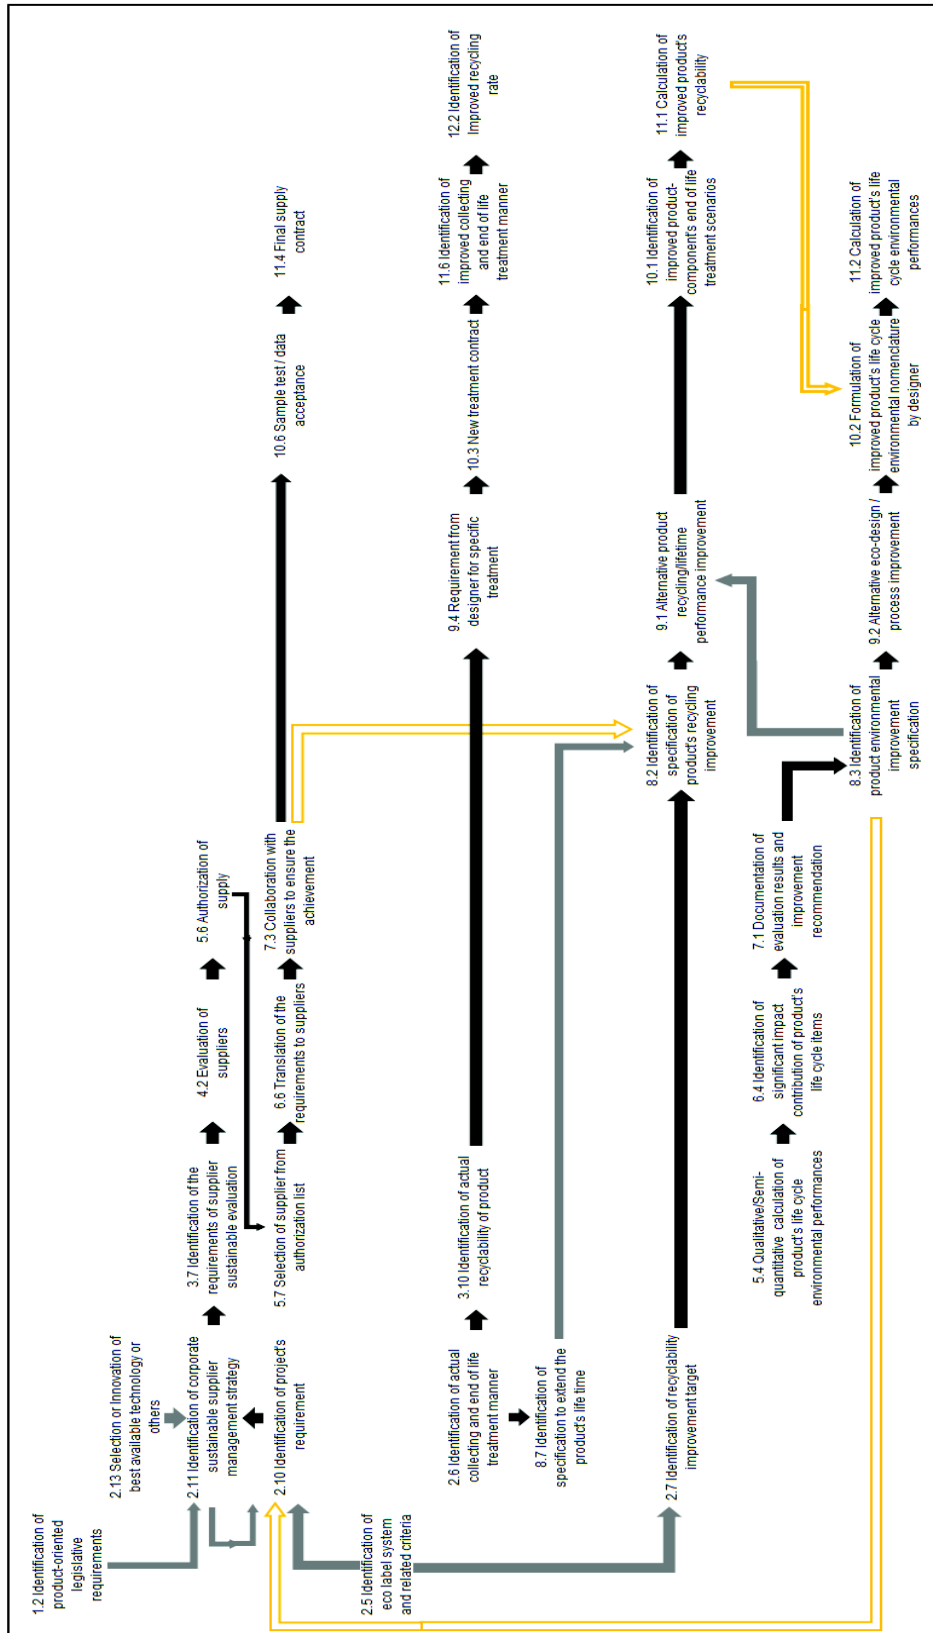 1.2 Identification of
product-oriented
legislative
requirements
2.13 Selection or Innovation of
best available technology or
others
2.11 Identification of corporate
sustainable supplier
management strategy
2.10 Identification of project's
requirement
2.5 Identification of
eco label system
and related criteria
3.7 Identification of the
requirements of supplier
sustainable evaluation
4.2 Evaluation of
suppliers
5.6 Authorization of
supply
5.7 Selection of supplier from
authorization list
6.6 Translation of the
requirements to suppliers
7.3 Collaboration with
suppliers to ensure the
achievement
10.6 Sample test / data
acceptance
11.4 Final supply
contract
2.6 Identification of actual
collecting and end of life
treatment manner
3.10 Identification of actual
recyclability of product
9.4 Requirement from
designer for specific
treatment
10.3 New treatment contract
11.6 Identification of
improved collecting
and end of life
treatment manner
12.2 Identification of
Improved recycling
rate
8.7 Identification of
specification to extend the
product's life time
2.7 Identification of recyclability
improvement target
8.2 Identification of
specification of
product's recycling
improvement
9.1 Alternative product
recycling/lifetime
performance improvement
10.1 Identification of
improved product-
component's end of life
treatment scenarios
11.1 Calculation of
improved product's
recyclability
5.4 Qualitative/Semi-
quantitative calculation of
product's life cycle
environmental performances
6.4 Identification of
significant impact
contribution of product's
life cycle items
7.1 Documentation of
evaluation results and
improvement
recommendation
8.3 Identification of
product environmental
improvement
specification
9.2 Alternative eco-design /
process improvement
10.2 Formulation of
improved product's life cycle
environmental nomenclature
by designer
11.2 Calculation of
improved product's life
cycle environmental
performances